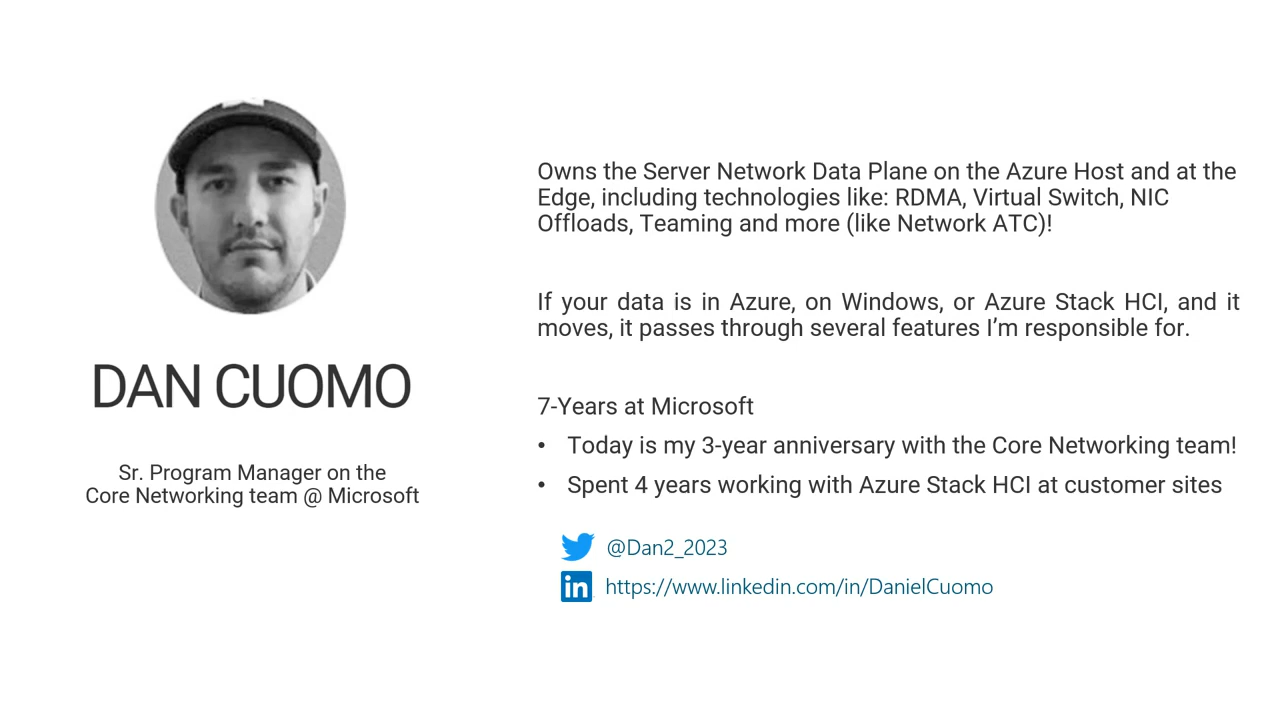 DAN CUOMO
Sr. Program Manager on the
Core Networking team @ Microsoft
Owns the Server Network Data Plane on the Azure Host and at the
Edge, including technologies like: RDMA, Virtual Switch, NIC
Offloads, Teaming and more (like Network ATC)!
If your data is in Azure, on Windows, or Azure Stack HCI, and it
moves, it passes through several features I’m responsible for.
7-Years at Microsoft
• Today is my 3-year anniversary with the Core Networking team!
• Spent 4 years working with Azure Stack HCI at customer sites
@Dan2_2023
in https://www.linkedin.com/in/DanielCuomo